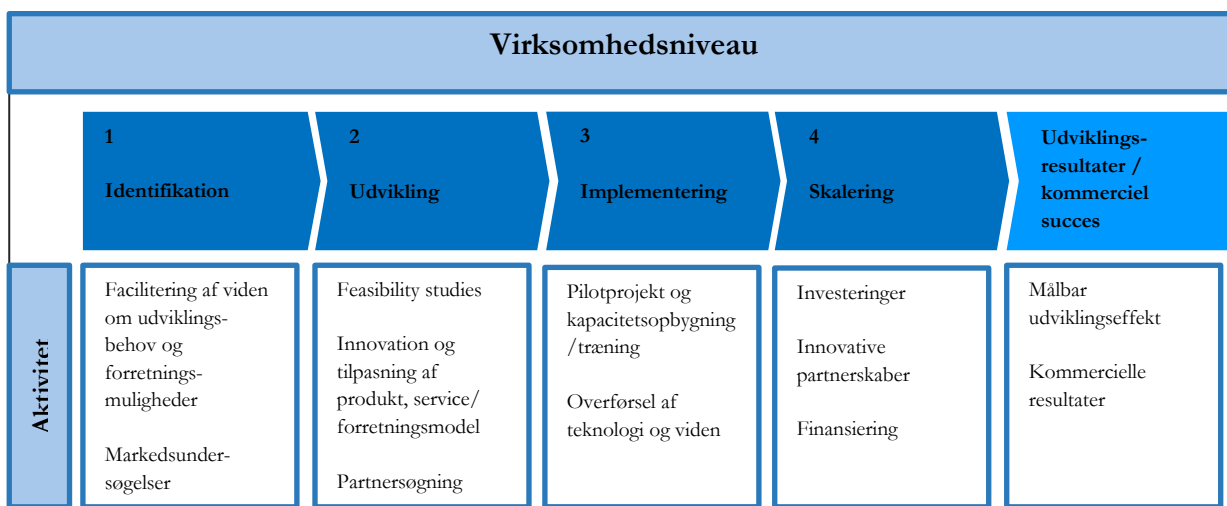 Virksomhedsniveau
1
Identifikation
2
Udvikling
3
Implementering
4
Skalering
Udviklings-
resultater /
kommerciel
succes
Aktivitet
Facilitering af viden
om udviklings-
behov og
forretnings-
muligheder
Markedsunder-
søgelser
Feasibility studies
Innovation og
tilpasning af
produkt, service/
forretningsmodel
Partnersøgning
Pilotprojekt og
kapacitetsopbygning
/træning
Overførsel af
teknologi og viden
Investeringer
Innovative
partnerskaber
Finansiering
Målbar
udviklingseffekt
Kommercielle
resultater